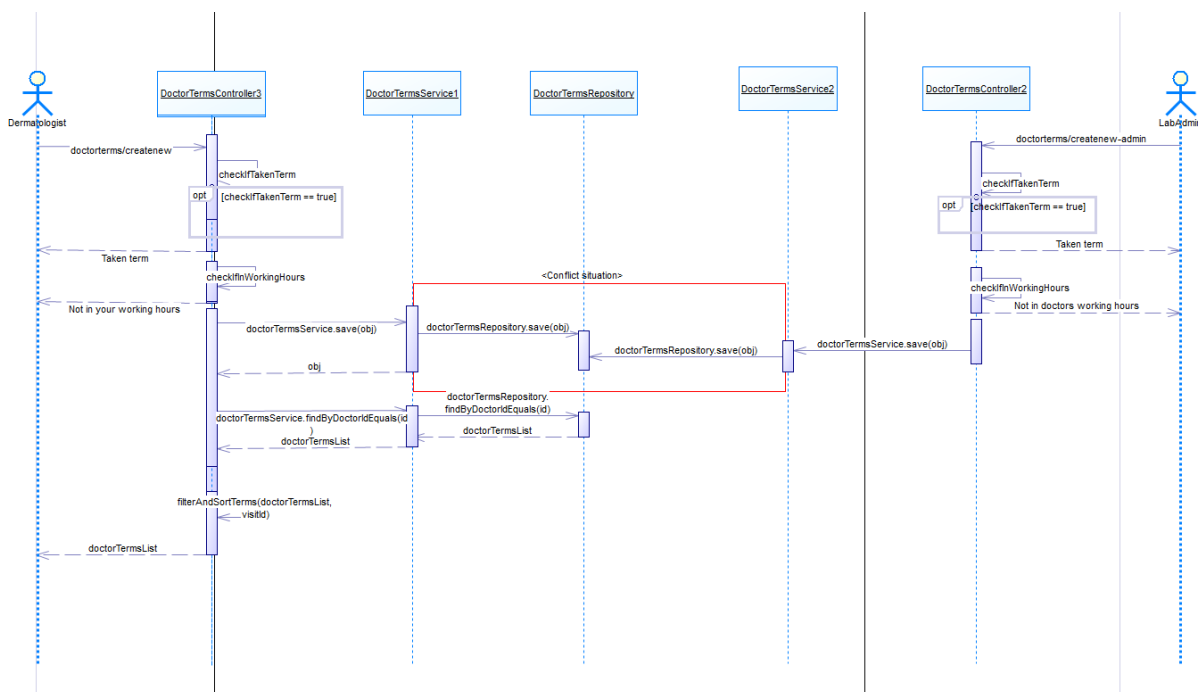 DoctorTermsController3
DoctorTermsService1
DoctorTermsRepository
DoctorTermsService2
DoctorTermsController2
Dermatologist
LabAdmin
doctorterms/createnew
doctorterms/createnew-admin
checkIfTakenTerm
checkIfTakenTerm
opt
[checkIfTakenTerm == true]
opt
[checkIfTakenTerm == true]
Taken term
Taken term
checkIfInWorkingHours
<Conflict situation>
checkIfInWorkingHours
Not in your working hours
Not in doctors working hours
doctorTermsService.save(obj)
doctorTermsRepository.save(obj)
doctorTermsRepository.save(obj)
doctorTermsService.save(obj)
obj
doctorTermsRepository.
findByDoctorIdEquals(id)
doctorTermsService.findByDoctorIdEquals(id
)
doctorTermsList
doctorTermsList
filterAndSortTerms(doctorTermsList,
visitId)
doctorTermsList